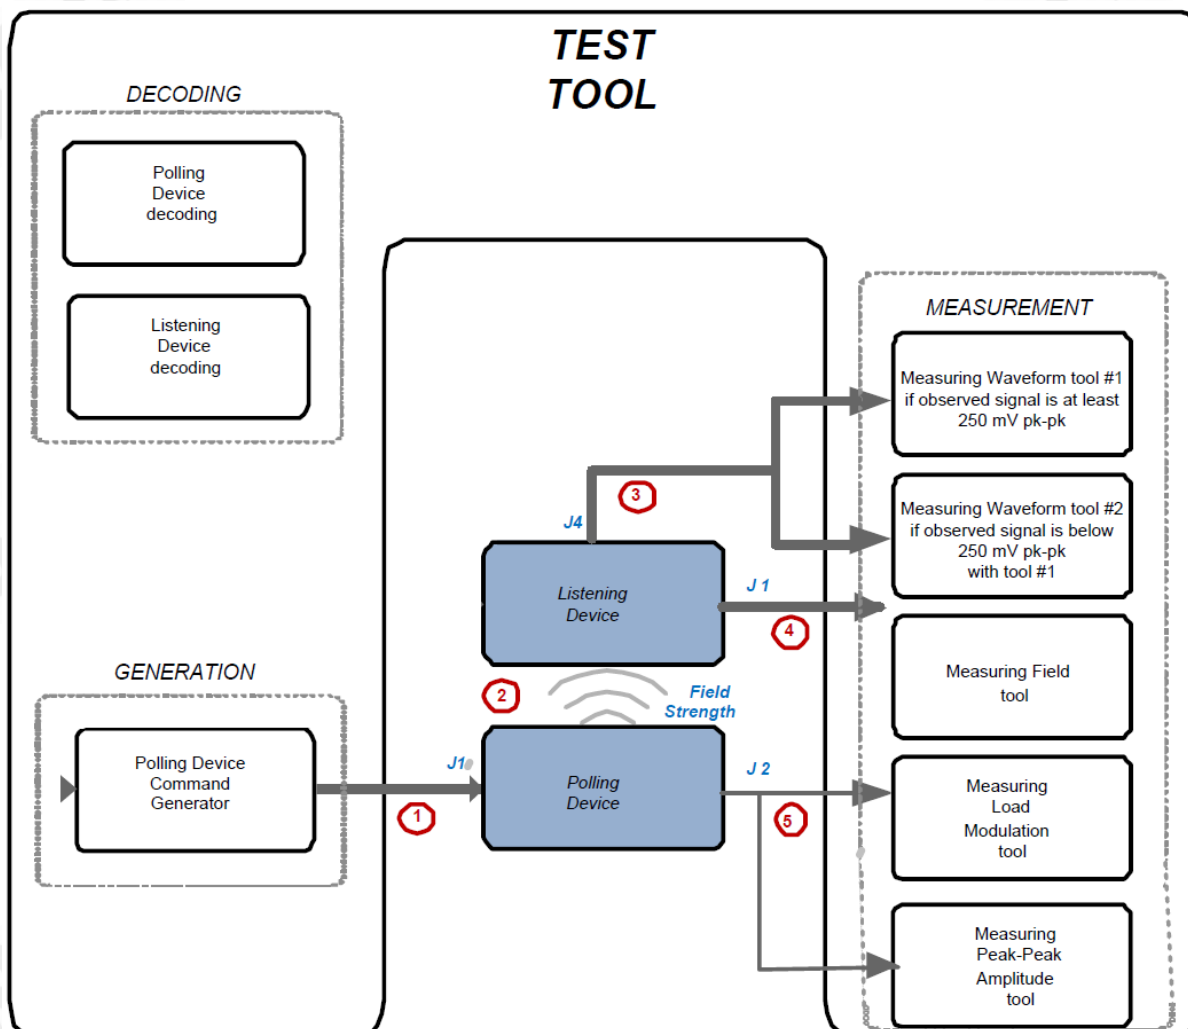 TEST
TOOL
DECODING
Polling
Device
decoding
Listening
Device
decoding
MEASUREMENT
Measuring Waveform tool #1
if observed signal is at least
250 mV pk-pk
3
J4
Measuring Waveform tool #2
if observed signal is below
250 mV pk-pk
with tool #1
Listening
Device
J 1
4
GENERATION
2
Field
Strength
Measuring Field
tool
Polling Device
Command
Generator
1
J1
Polling
Device
J 2
5
Measuring
Load
Modulation
tool
Measuring
Peak-Peak
Amplitude
tool